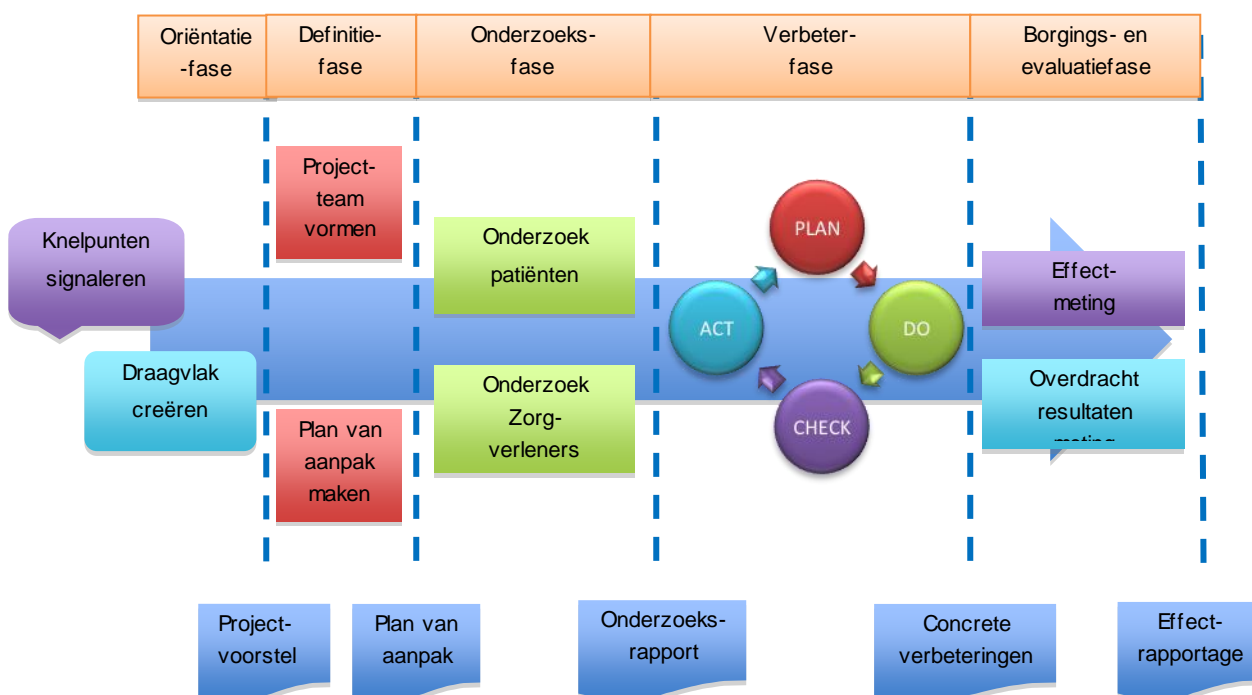 Oriëntatie
-fase
Definitie-
fase
Onderzoeks-
fase
Verbeter-
fase
Borgings- en
evaluatiefase
Knelpunten
signaleren
Draagvlak
creëren
Project-
team
vormen
Plan van
aanpak
maken
Onderzoek
patiënten
Onderzoek
Zorg-
verleners
PLAN
DO
CHECK
ACT
Effect-
meting
Overdracht
resultaten
meting
Project-
voorstel
Plan van
aanpak
Onderzoeks-
rapport
Concrete
verbeteringen
Effect-
rapportage